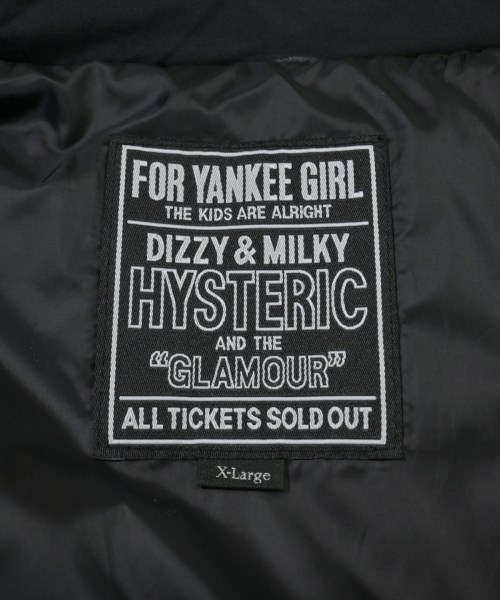 FOR YANKEE GIRL
THE KIDS ARE ALRIGHT
DIZZY & MILKY
HYSTERIC
AND THE
“GLAMOUR”
ALL TICKETS SOLD OUT
X-Large